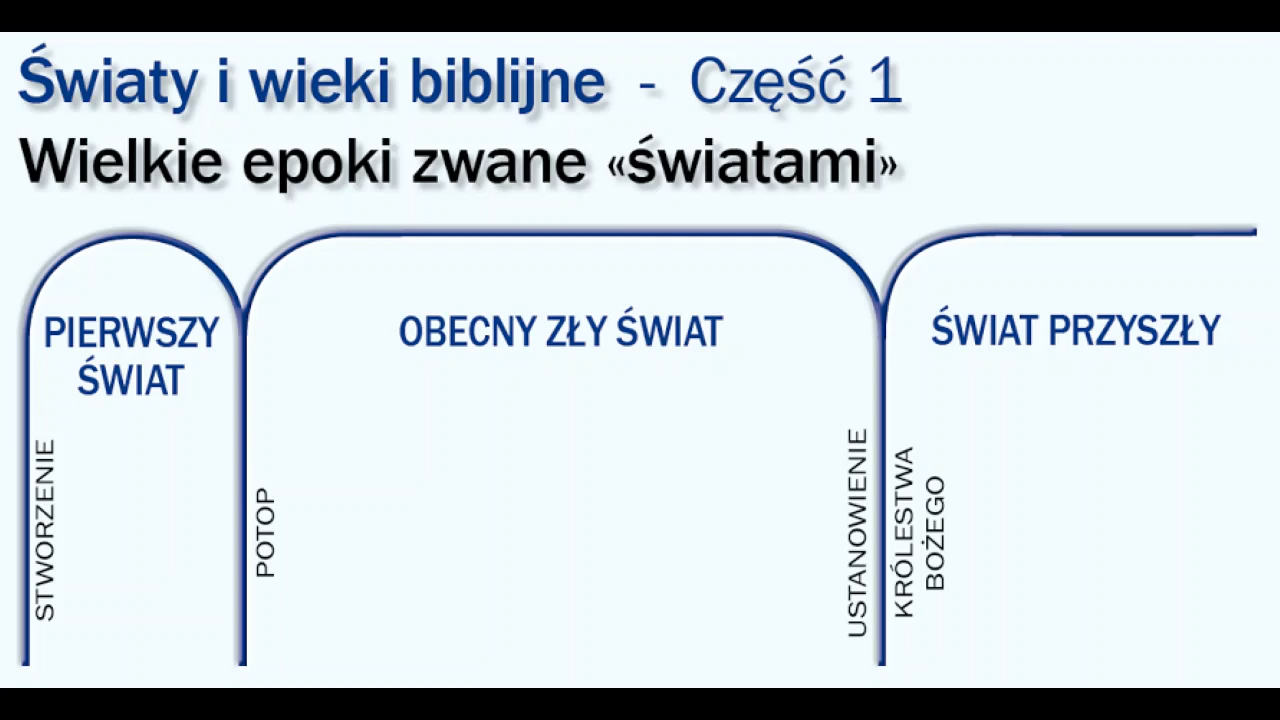 Światy i wieki biblijne - Część 1
Wielkie epoki zwane «światami»
PIERWSZY
ŚWIAT
OBECNY ZŁY ŚWIAT
ŚWIAT PRZYSZŁY
STWORZENIE
POTOP
USTANOWIENIE
KRÓLESTWA
BOŻEGO